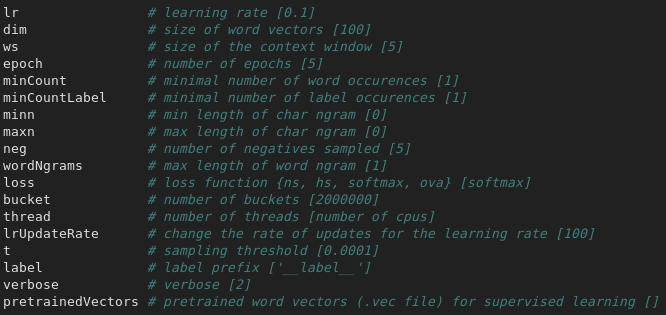 lr # learning rate [0.1]
dim # size of word vectors [100]
ws # size of the context window [5]
epoch # number of epochs [5]
minCount # minimal number of word occurences [1]
minCountLabel # minimal number of label occurences [1]
minn # min length of char ngram [0]
maxn # max length of char ngram [0]
neg # number of negatives sampled [5]
wordNgrams # max length of word ngram [1]
loss # loss function {ns, hs, softmax, ova} [softmax]
bucket # number of buckets [2000000]
thread # number of threads [number of cpus]
lrUpdateRate # change the rate of updates for the learning rate [100]
t # sampling threshold [0.0001]
label # label prefix ['__label__']
verbose # verbose [2]
pretrainedVectors # pretrained word vectors (.vec file) for supervised learning []